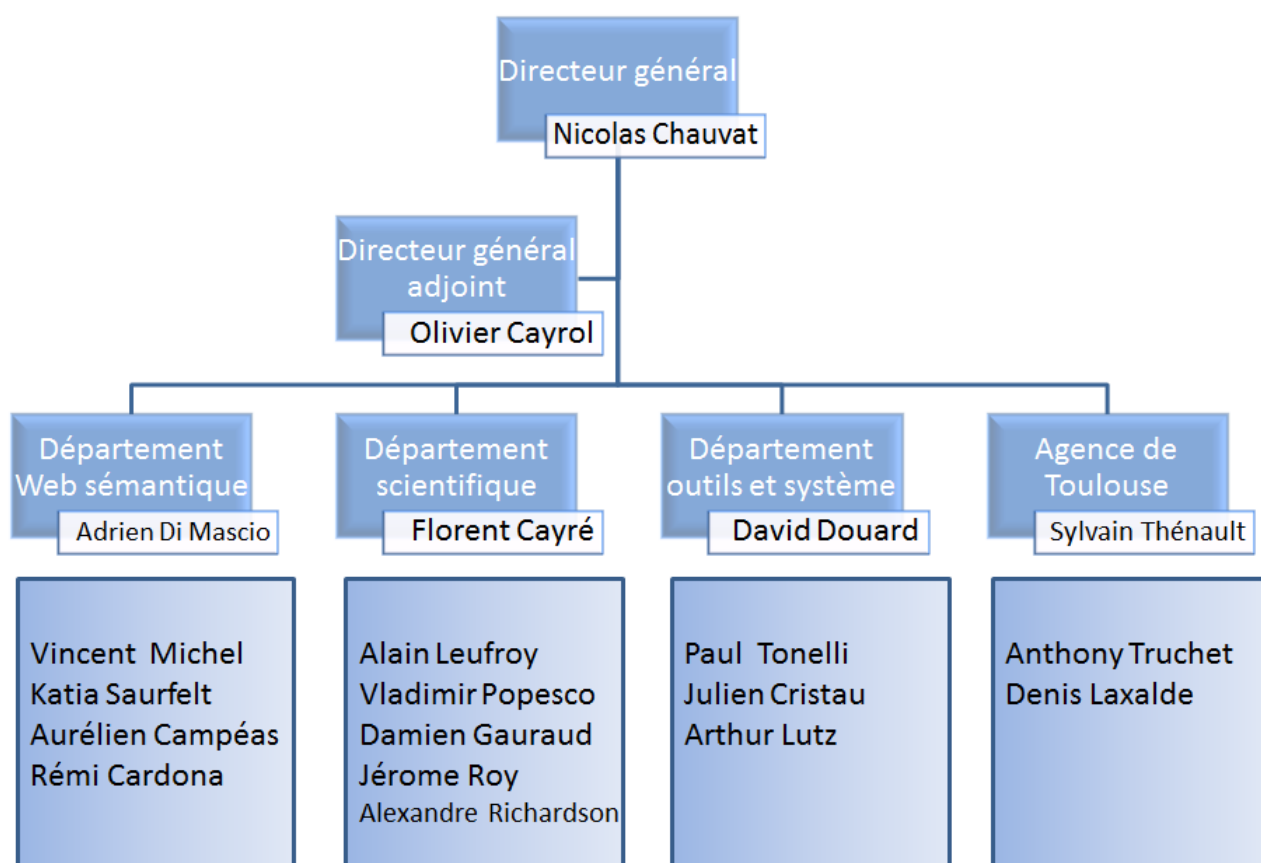 Directeur général
Nicolas Chauvat
Directeur général
adjoint
Olivier Cayrol
Département
Web sémantique
Adrien Di Mascio
Département
scientifique
Florent Cayré
Département
outils et système
David Douard
Agence de
Toulouse
Sylvain Thénault
Vincent Michel
Katia Saurfelt
Aurélien Campéas
Rémi Cardona
Alain Leufroy
Vladimir Popesco
Damien Gauraud
Jérome Roy
Alexandre Richardson
Paul Tonelli
Julien Cristau
Arthur Lutz
Anthony Truchet
Denis Laxalde